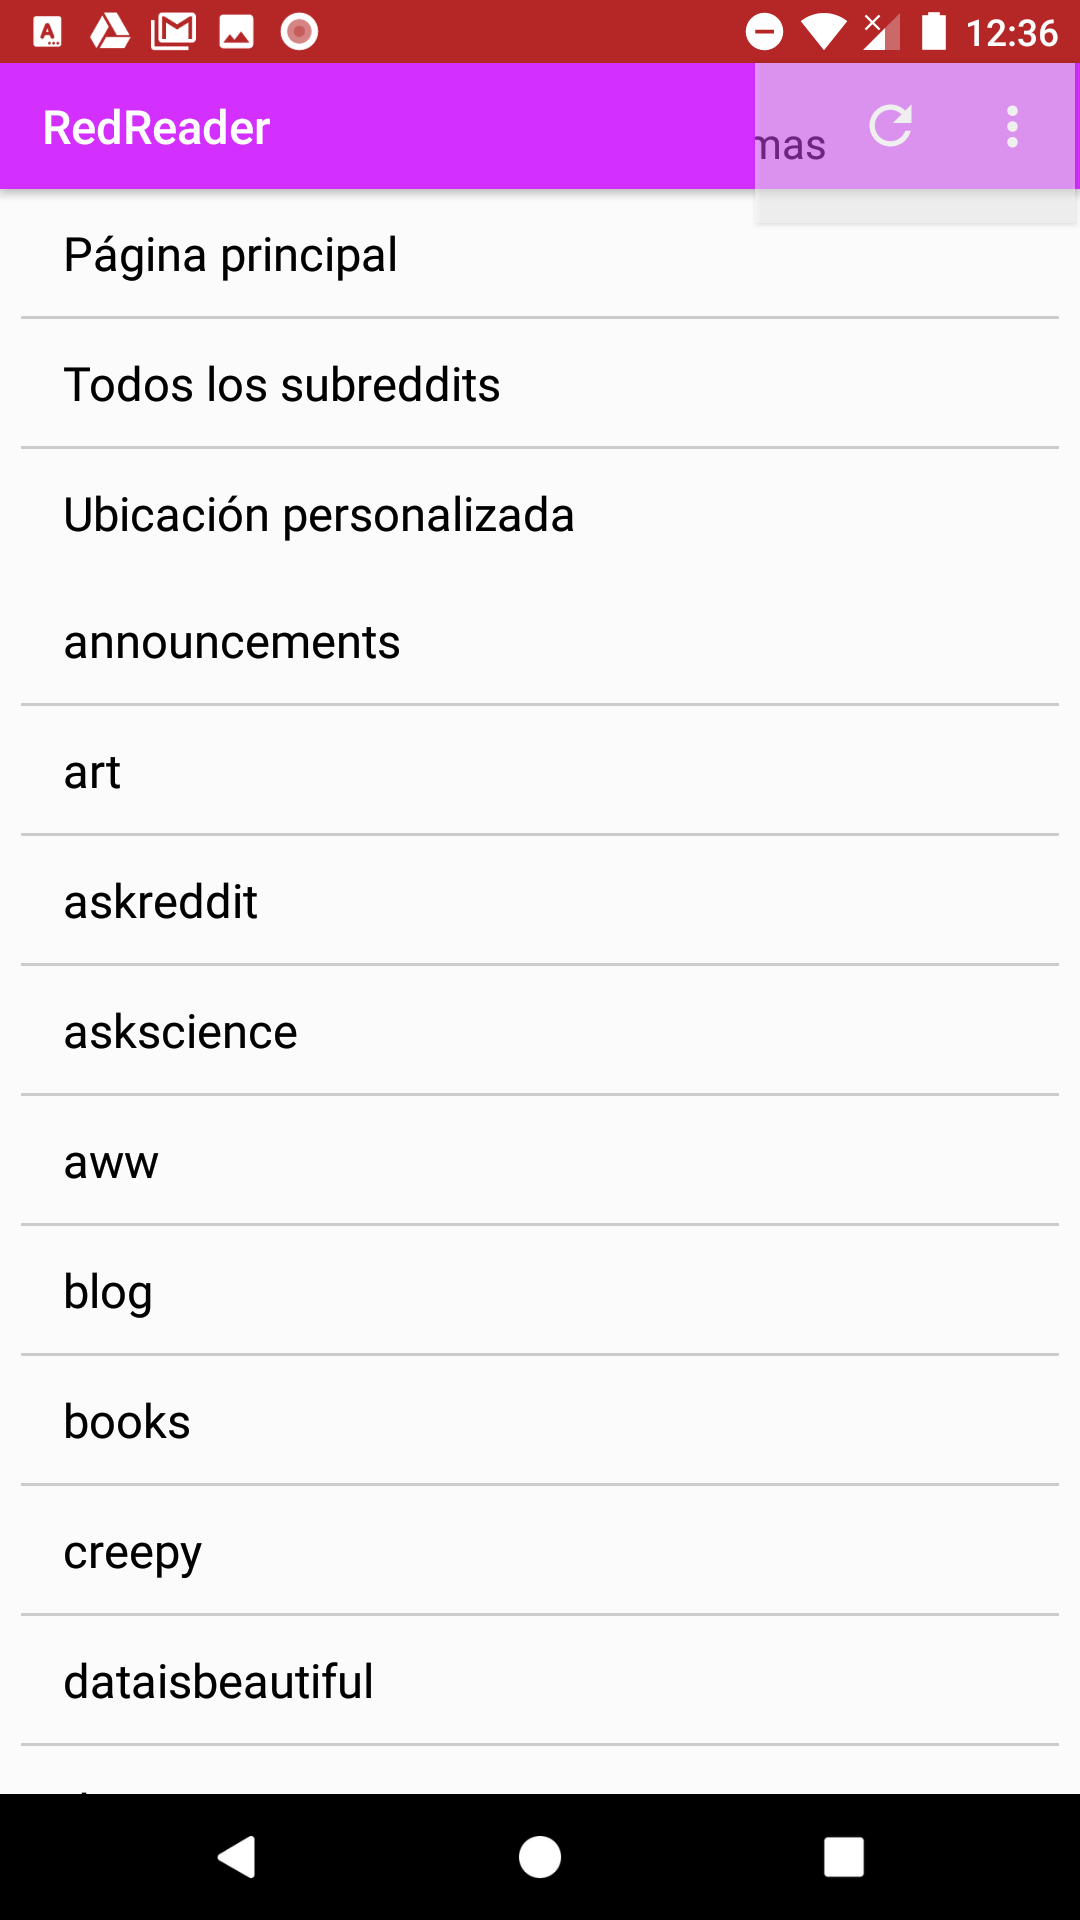 12:36
RedReader
mas
Página principal
Todos los subreddits
Ubicación personalizada
announcements
art
askreddit
askscience
aww
blog
books
creepy
dataisbeautiful